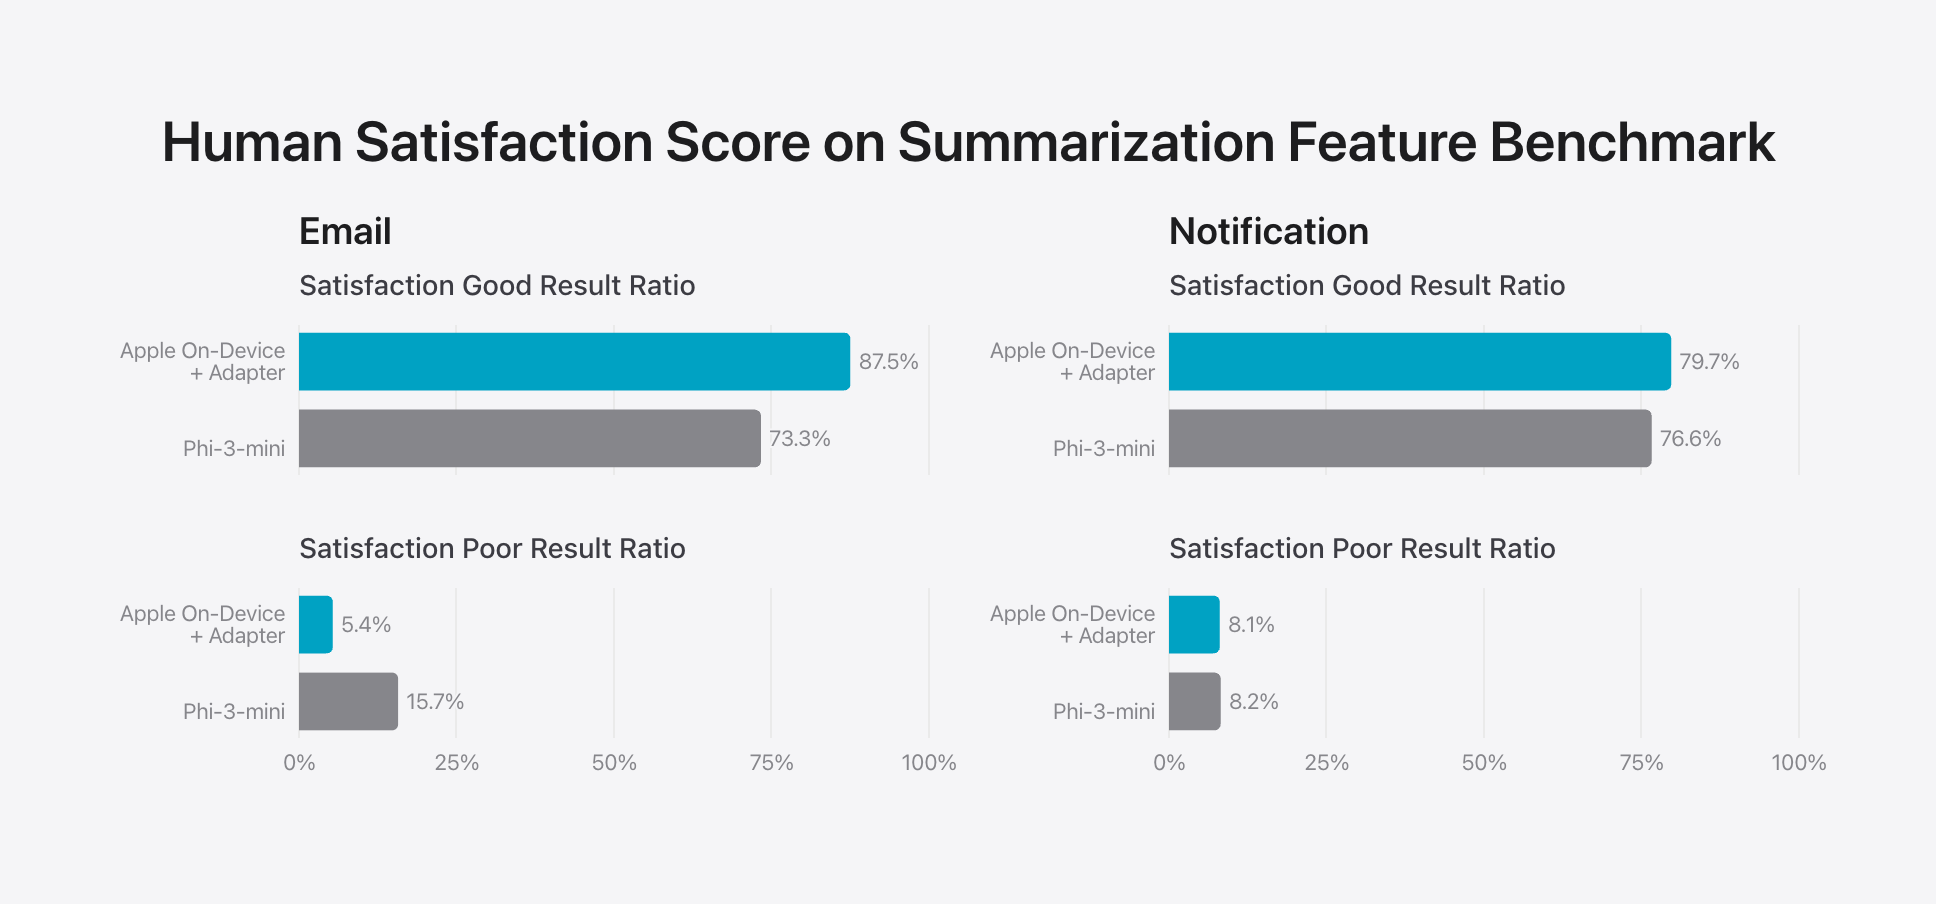 Human Satisfaction Score on Summarization Feature Benchmark
Email
Satisfaction Good Result Ratio
Apple On-Device
+ Adapter
87.5%
Phi-3-mini
73.3%
Satisfaction Poor Result Ratio
Apple On-Device
+ Adapter
5.4%
Phi-3-mini
15.7%
0%
25%
50%
75%
100%
Notification
Satisfaction Good Result Ratio
Apple On-Device
+ Adapter
79.7%
Phi-3-mini
76.6%
Satisfaction Poor Result Ratio
Apple On-Device
+ Adapter
8.1%
Phi-3-mini
8.2%
0%
25%
50%
75%
100%